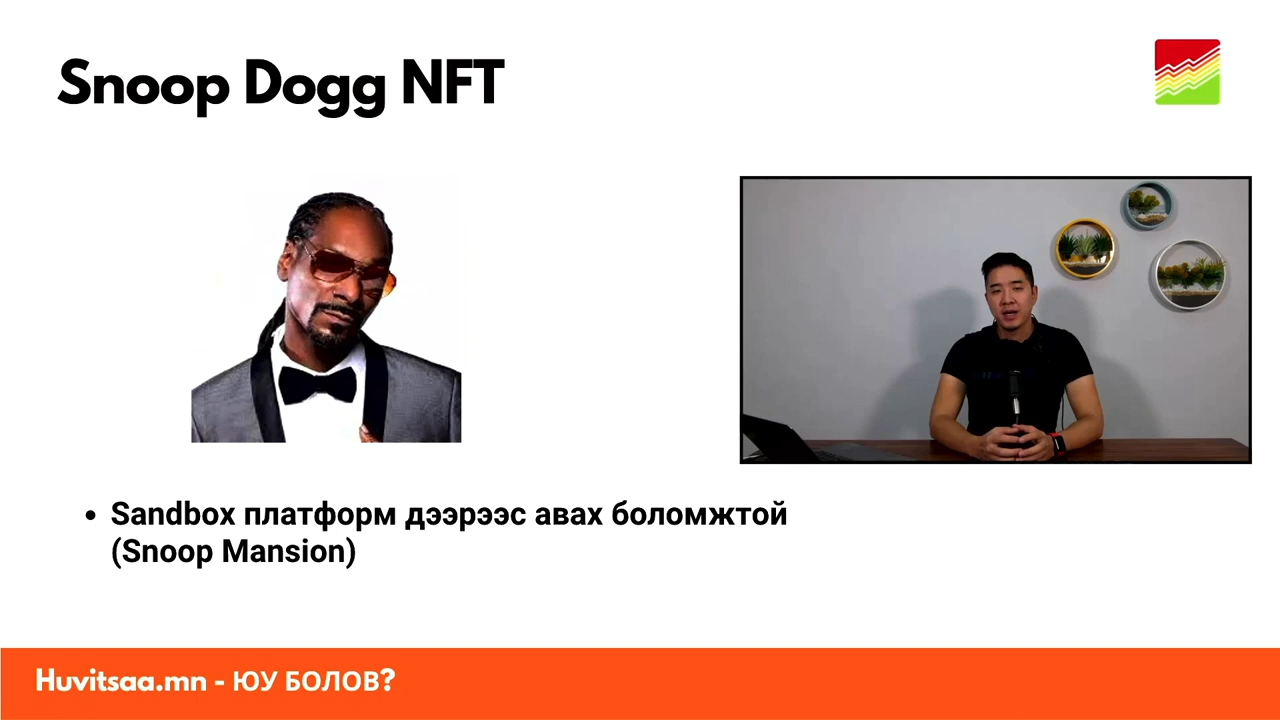 Snoop Dogg NFT
• Sandbox платформ дээрээс авах боломжтой
(Snoop Mansion)
Huvitsaa.mn - ЮУ БОЛОВ?